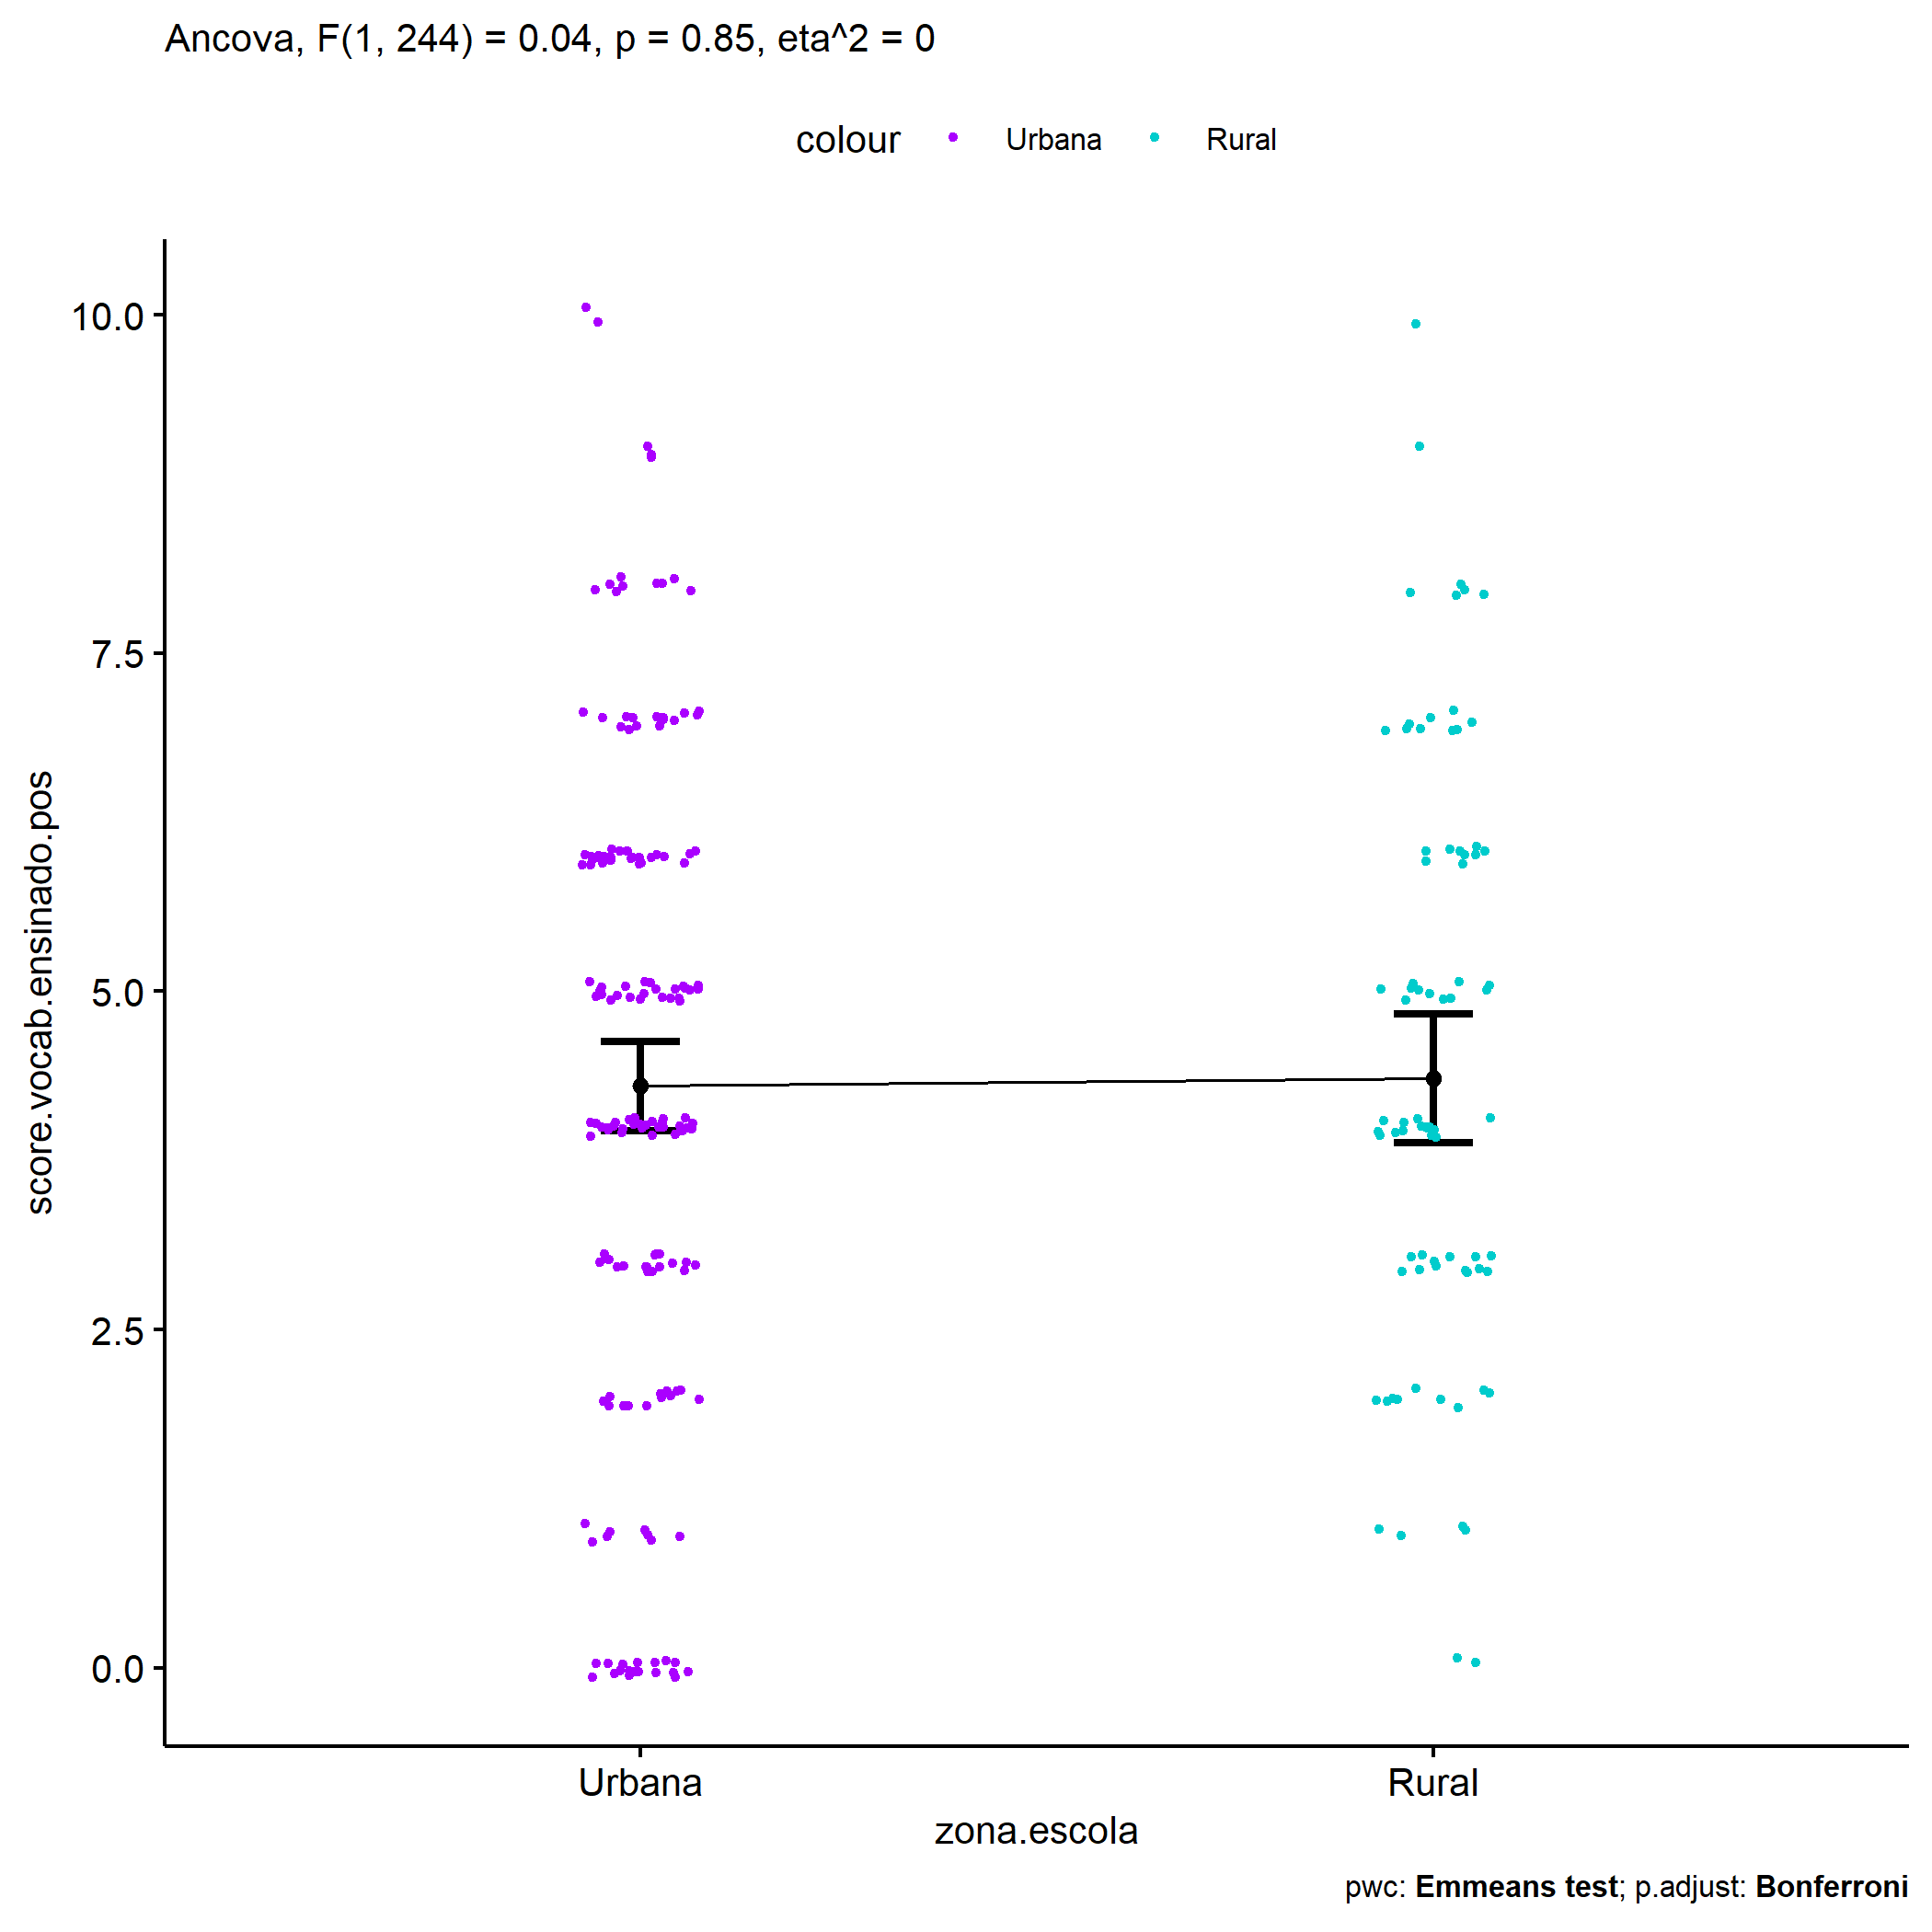 Ancova, F(1, 244) = 0.04, p = 0.85, eta^2 = 0
colour Urbana Rural
10.0
7.5
5.0
2.5
0.0
score.vocab.ensinado.pos
Urbana Rural
zona.escola
pwc: Emmeans test; p.adjust: Bonferroni